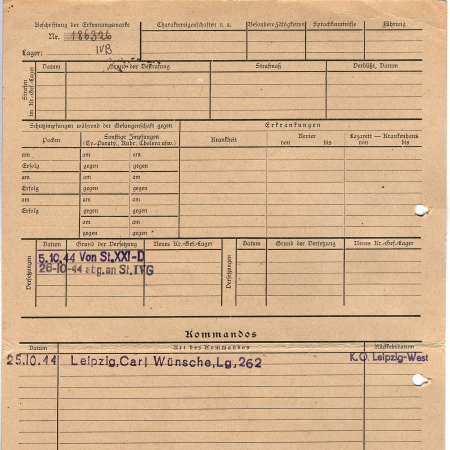 Beschriftung der Erkennungsmarke
Nr. 186326
IVB
Lager:
Charaktereigenschaften u. a.
Besondere Fähigkeiten
Sprachkenntnisse
Führung
Strafen im Kr.-Gef.-Lager
Datum
Grund der Bestrafung
Strafmaß
Verbüßt, Datum
Schutzimpfungen während der Gefangenschaft gegen
Erkrankungen
Pocken
Sonstige Impfungen
(Ty.-Paraty., Ruhr, Cholera usw.)
Krankheit
Revier
von bis
Lazarett — Krankenhaus
von bis
am am am
Erfolg gegen gegen
am am am
Erfolg gegen gegen
am am am
Erfolg gegen gegen
am am
gegen gegen
Versetzungen
Datum
Grund der Versetzung
Neues Kr.-Gef.-Lager
Versetzungen
Datum
Grund der Versetzung
Neues Kr.-Gef.-Lager
5.10.44 Von St.XXI-D
26-10-44 abg.an St.IVG
Kommandos
Datum
Art des Kommandos
Rückkehrdatum
25.10.44 Leipzig, Carl Wünsche, Lg. 262 K.O. Leipzig-West